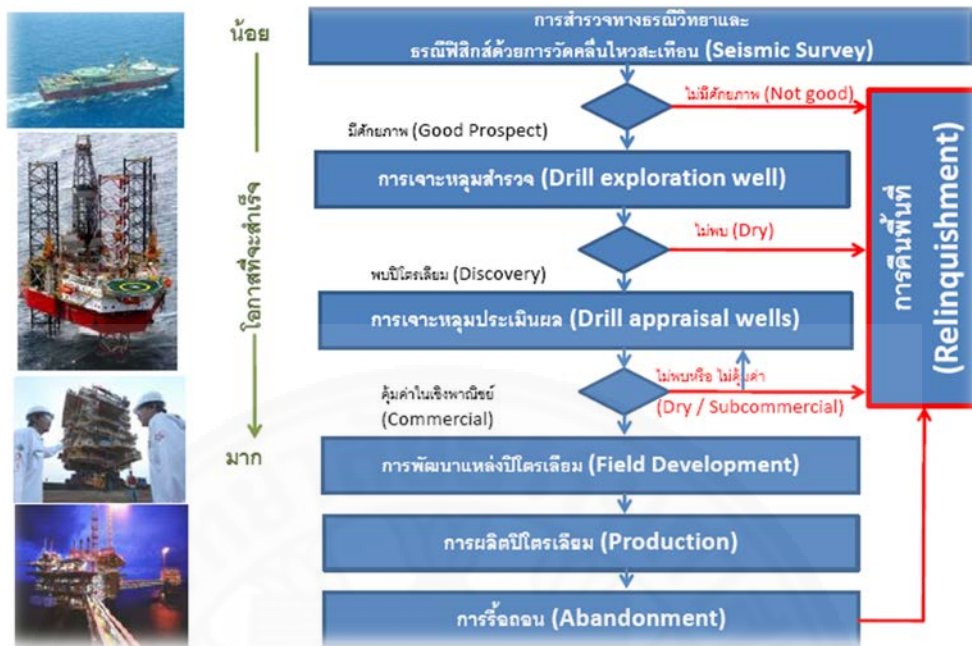 น้อย
โอกาสที่จะสำเร็จ
มาก
การสำรวจทางธรณีวิทยาและ
ธรณีฟิสิกส์ด้วยการวัดคลื่นไหวสะเทือน (Seismic Survey)
ไม่มีศักยภาพ (Not good)
มีศักยภาพ (Good Prospect)
การเจาะหลุมสำรวจ (Drill exploration well)
ไม่พบ (Dry)
พบปิโตรเลียม (Discovery)
การเจาะหลุมประเมินผล (Drill appraisal wells)
ไม่พบหรือ ไม่คุ้มค่า
(Dry / Subcommercial)
คุ้มค่าในเชิงพาณิชย์
(Commercial)
การพัฒนาแหล่งปิโตรเลียม (Field Development)
การผลิตปิโตรเลียม (Production)
การรื้อถอน (Abandonment)
การคืนพื้นที่
(Relinquishment)